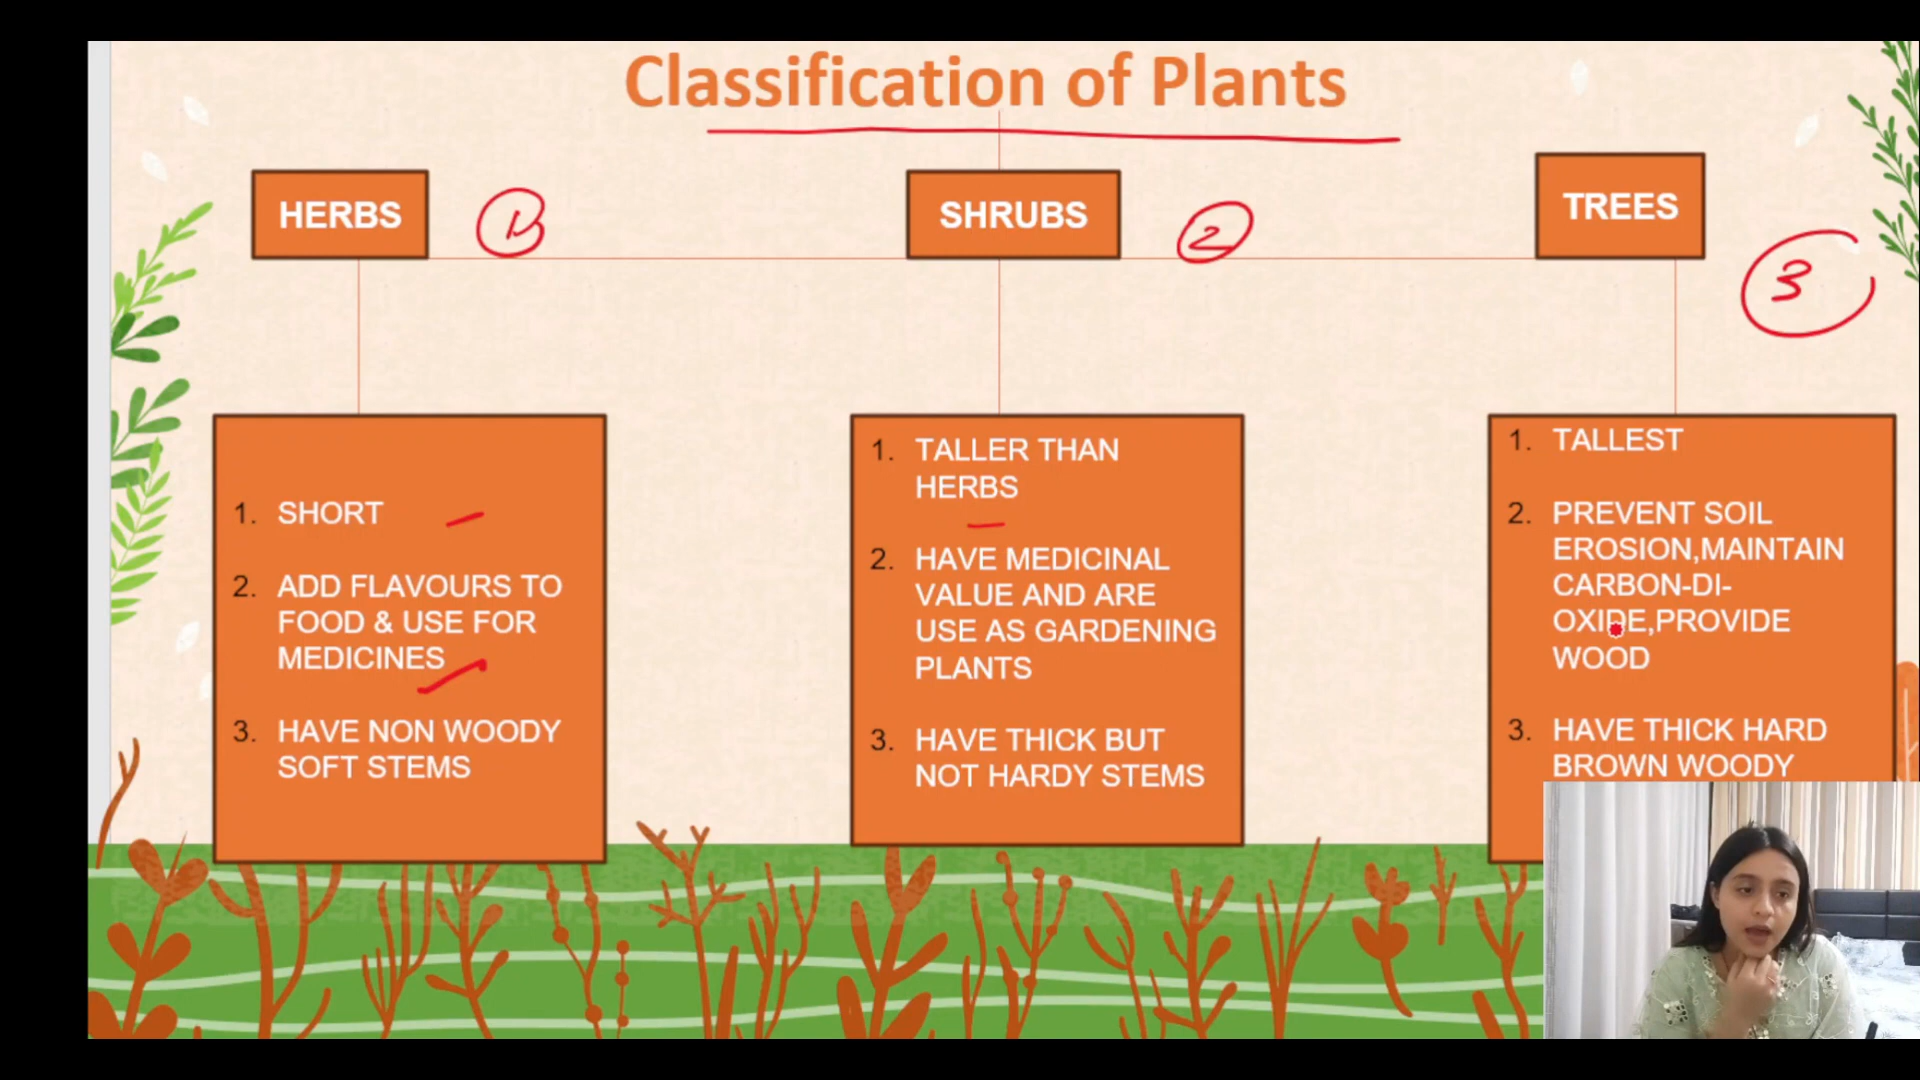 Classification of Plants
HERBS
SHRUBS
TREES
2
3
1. SHORT
2. ADD FLAVOURS TO
FOOD & USE FOR
MEDICINES
3. HAVE NON WOODY
SOFT STEMS
1. TALLER THAN
HERBS
2. HAVE MEDICINAL
VALUE AND ARE
USE AS GARDENING
PLANTS
3. HAVE THICK BUT
NOT HARDY STEMS
1. TALLEST
2. PREVENT SOIL
EROSION,MAINTAIN
CARBON-DI-
OXIDE,PROVIDE
WOOD
3. HAVE THICK HARD
BROWN WOODY